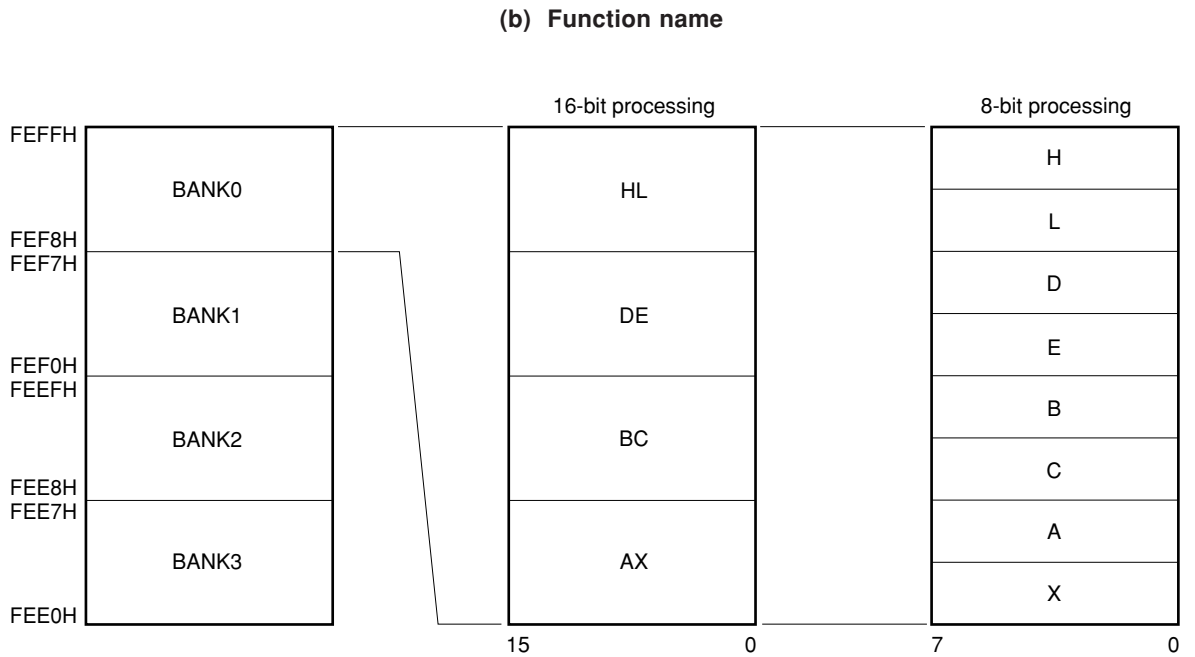 (b) Function name
16-bit processing
8-bit processing
FEFFH
BANK0
HL
H
L
FEF8H
FEF7H
BANK1
DE
D
E
FEF0H
FEEFH
BANK2
BC
B
C
FEE8H
FEE7H
BANK3
AX
A
X
FEE0H
15
0
7
0